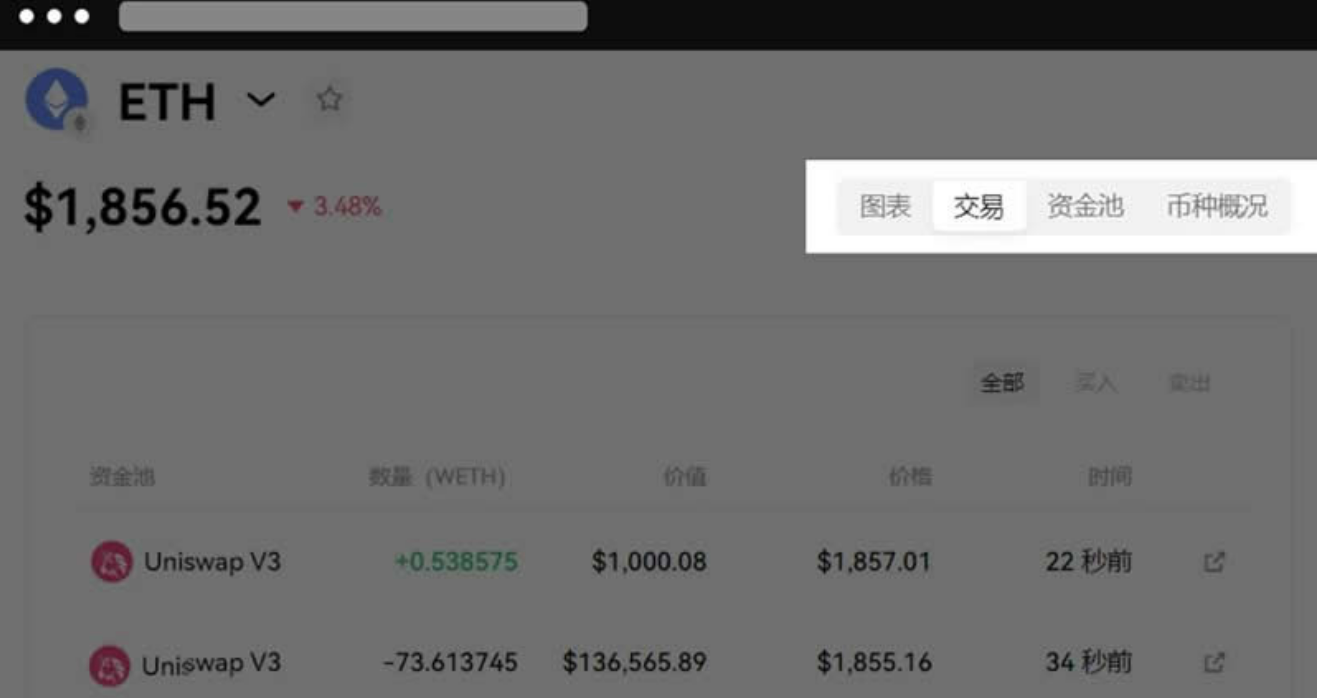 ETH
$1,856.52 ▼ 3.48%
图表 交易 资金池 币种概况
全部 买入 卖出
资金池 数量 (WETH) 价值 价格 时间
Uniswap V3 +0.538575 $1,000.08 $1,857.01 22 秒前
Uniswap V3 -73.613745 $136,565.89 $1,855.16 34 秒前